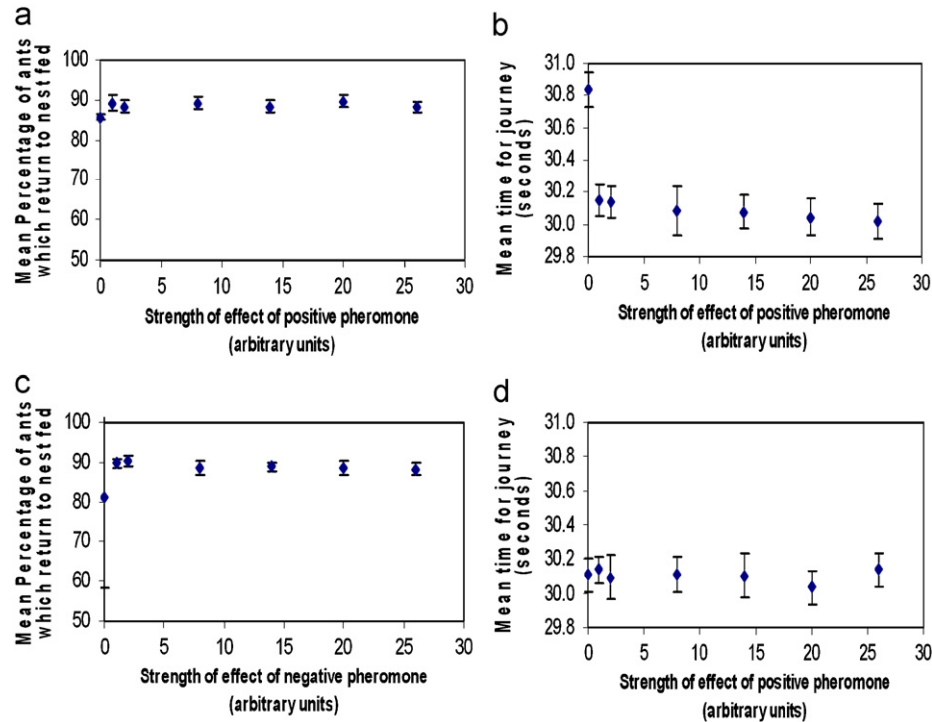 a
Mean Percentage of ants
which return to nest fed
100
90
80
70
60
50
0 5 10 15 20 25 30
Strength of effect of positive pheromone
(arbitrary units)
b
Mean time for journey
(seconds)
31.0
30.8
30.6
30.4
30.2
30.0
29.8
0 5 10 15 20 25 30
Strength of effect of positive pheromone
(arbitrary units)
c
Mean Percentage of ants
which return to nest fed
100
90
80
70
60
50
0 5 10 15 20 25 30
Strength of effect of negative pheromone
(arbitrary units)
d
Mean time for journey
(seconds)
31.0
30.8
30.6
30.4
30.2
30.0
29.8
0 5 10 15 20 25 30
Strength of effect of positive pheromone
(arbitrary units)